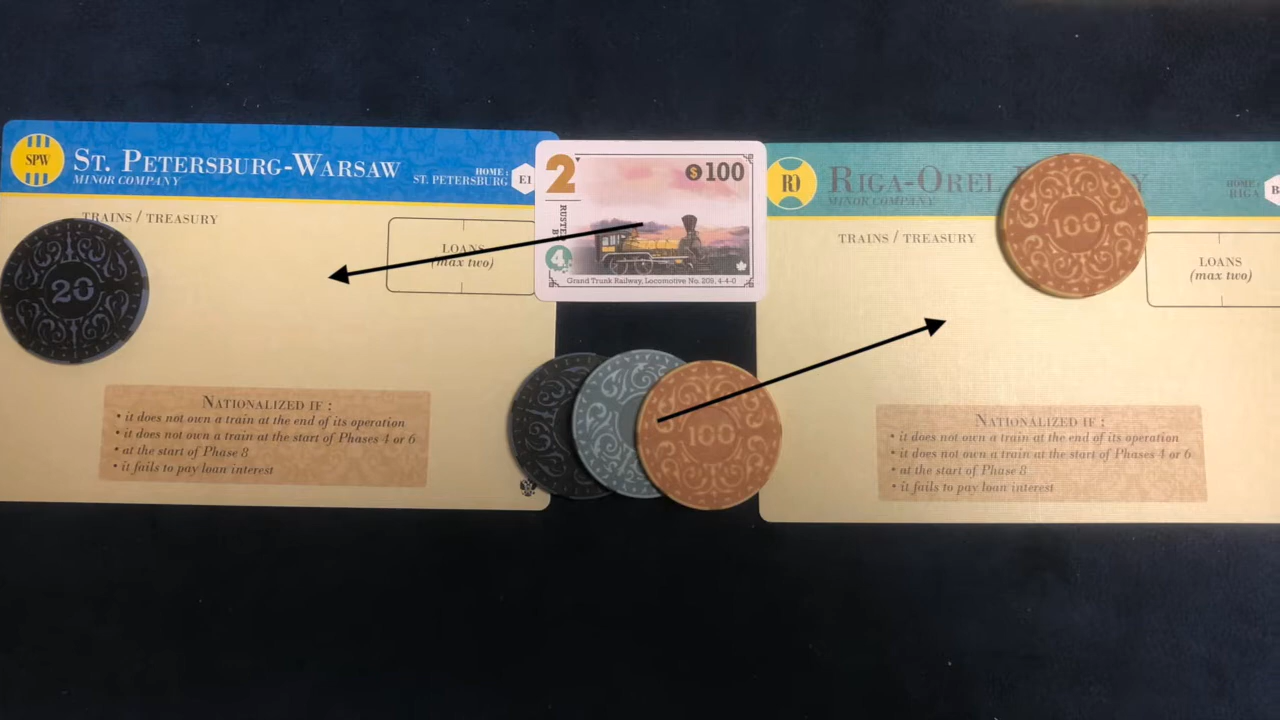 SPW
ST. PETERSBURG-WARSAW
MINOR COMPANY
HOME:
ST. PETERSBURG
E1
TRAINS / TREASURY
LOANS
(max two)
20
NATIONALIZED IF :
• it does not own a train at the end of its operation
• it does not own a train at the start of Phases 4 or 6
• at the start of Phase 8
• it fails to pay loan interest
2
$100
RUSTED
4
Grand Trunk Railway, Locomotive No. 209, 4-4-0
100
RO
RIGA-OREL
MINOR COMPANY
HOME:
RIGA
TRAINS / TREASURY
100
LOANS
(max two)
NATIONALIZED IF :
• it does not own a train at the end of its operation
• it does not own a train at the start of Phases 4 or 6
• at the start of Phase 8
• it fails to pay loan interest